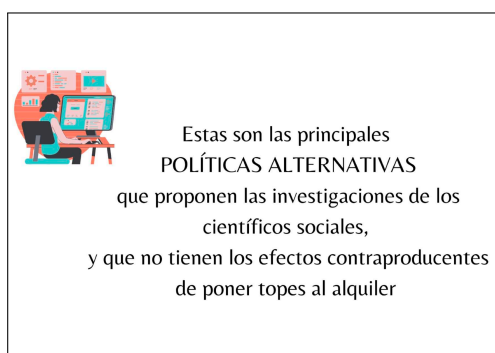 Estas son las principales
POLÍTICAS ALTERNATIVAS
que proponen las investigaciones de los
científicos sociales,
y que no tienen los efectos contraproducentes
de poner topes al alquiler